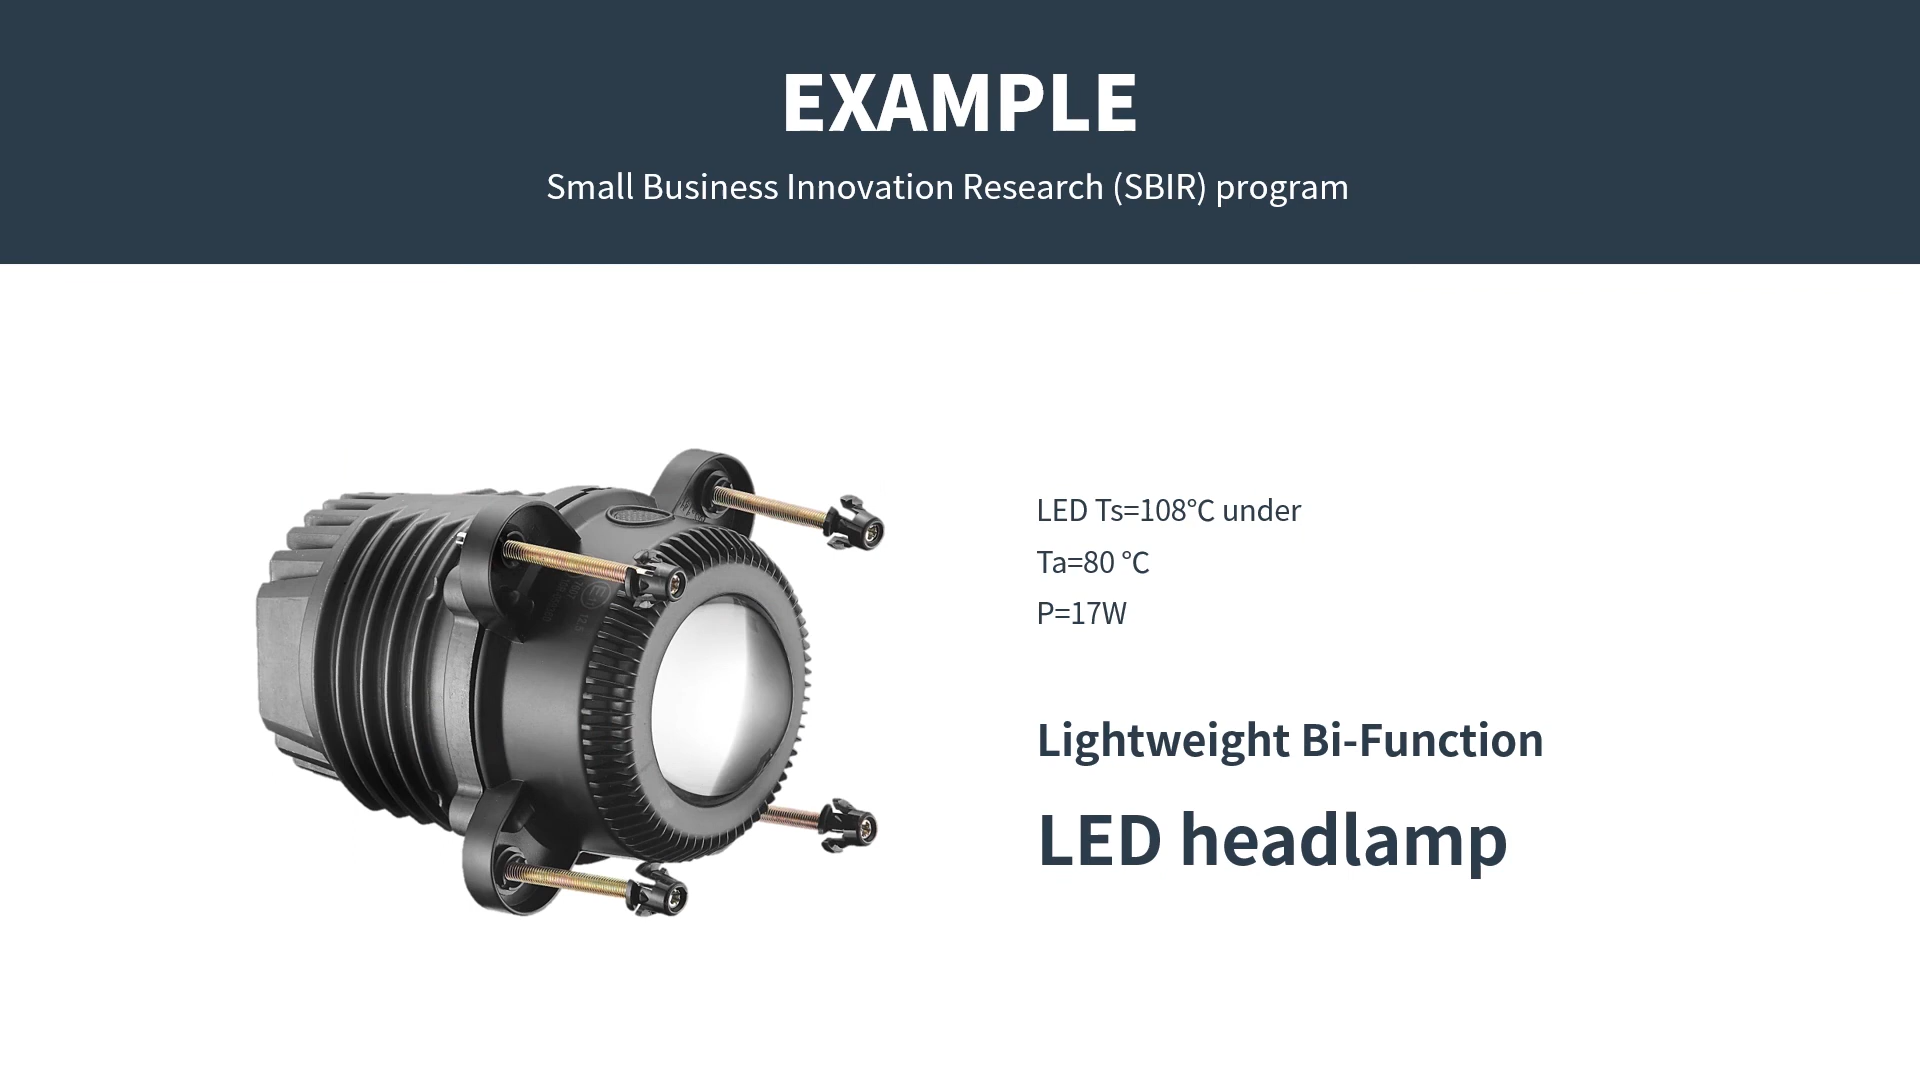 EXAMPLE
Small Business Innovation Research (SBIR) program
LED Ts=108℃ under
Ta=80 ℃
P=17W
Lightweight Bi-Function
LED headlamp